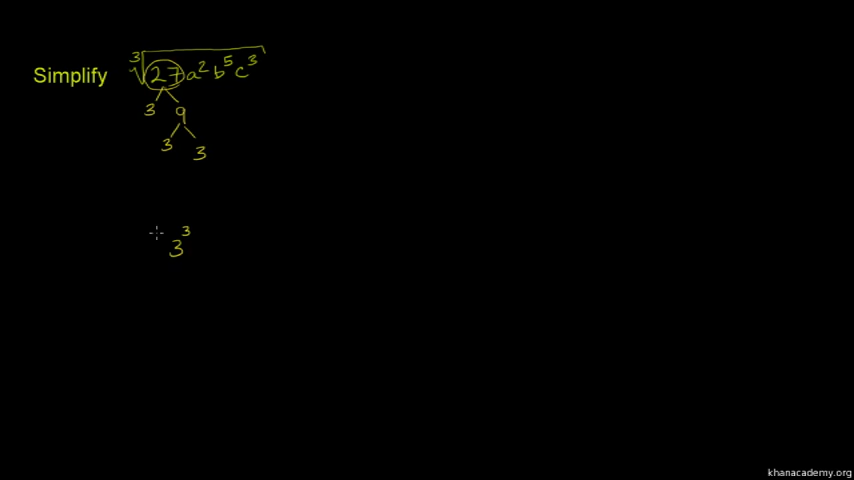 Simplify ∛(27a²b⁵c³)
3 9
3 3
3³
khanacademy.org